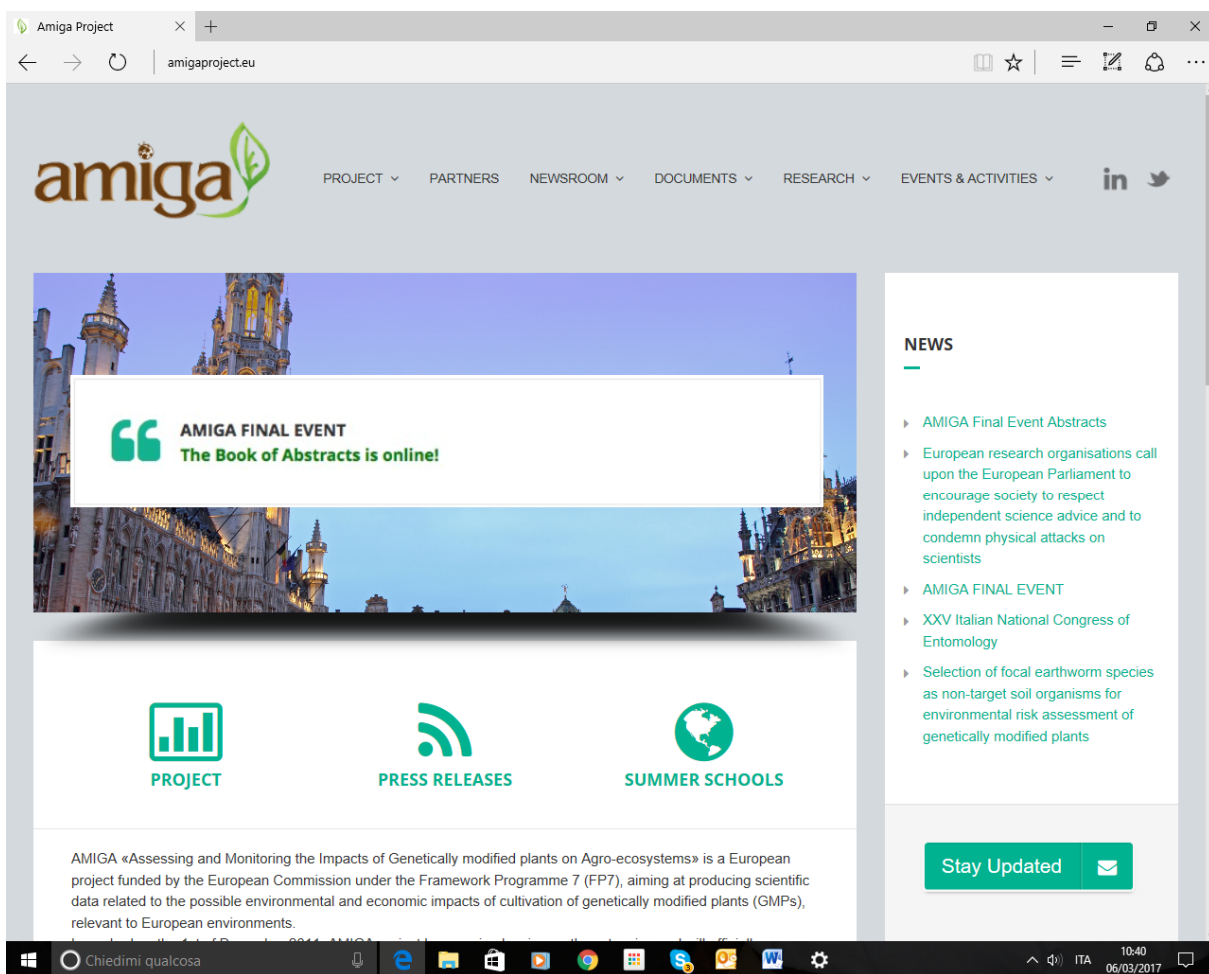 Amiga Project
amigaproject.eu
amiga
PROJECT
PARTNERS
NEWSROOM
DOCUMENTS
RESEARCH
EVENTS & ACTIVITIES
in
AMIGA FINAL EVENT
The Book of Abstracts is online!
NEWS
AMIGA Final Event Abstracts
European research organisations call
upon the European Parliament to
encourage society to respect
independent science advice and to
condemn physical attacks on
scientists
AMIGA FINAL EVENT
XXV Italian National Congress of
Entomology
Selection of focal earthworm species
as non-target soil organisms for
environmental risk assessment of
genetically modified plants
PROJECT
PRESS RELEASES
SUMMER SCHOOLS
AMIGA «Assessing and Monitoring the Impacts of Genetically modified plants on Agro-ecosystems» is a European
project funded by the European Commission under the Framework Programme 7 (FP7), aiming at producing scientific
data related to the possible environmental and economic impacts of cultivation of genetically modified plants (GMPs),
relevant to European environments.
Stay Updated
Chiedimi qualcosa
ITA
10:40
06/03/2017